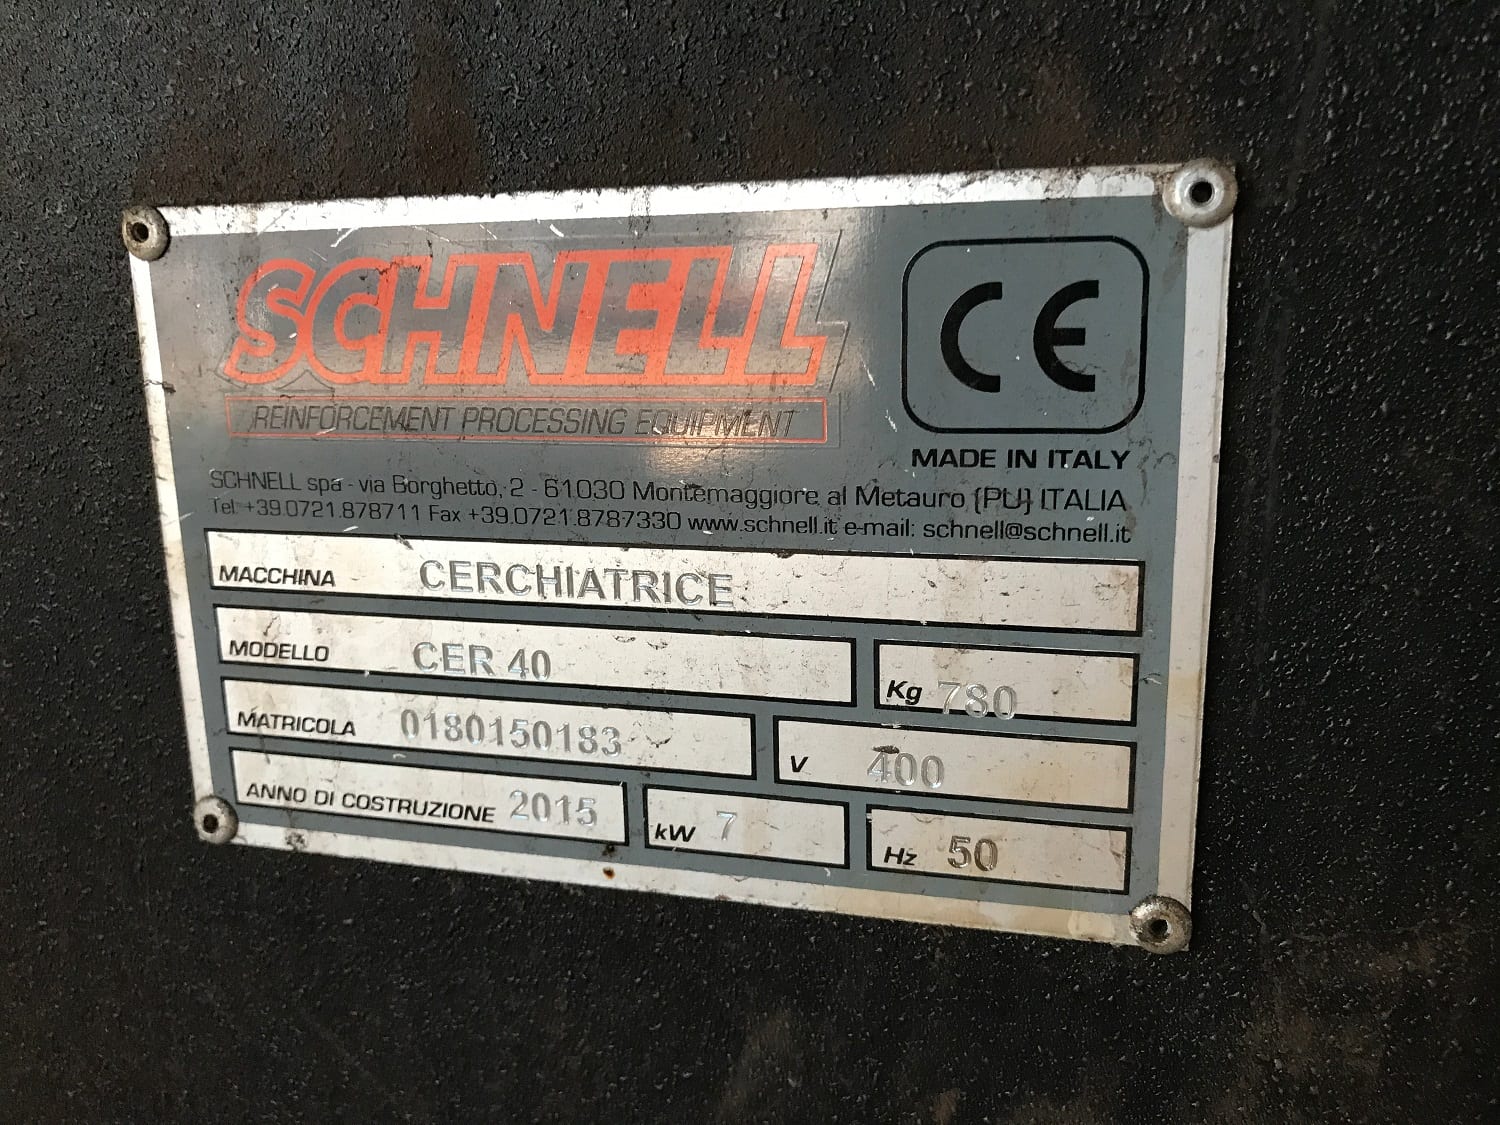 SCHNELL
REINFORCEMENT PROCESSING EQUIPMENT
CE
MADE IN ITALY
SCHNELL spa - via Borghetto, 2 - 61030 Montemaggiore al Metauro (PU) ITALIA
Tel. +39.0721.878711 Fax +39.0721.8787330 www.schnell.it e-mail: schnell@schnell.it
MACCHINA CERCHIATRICE
MODELLO CER 40 Kg 780
MATRICOLA 0180150183 V 400
ANNO DI COSTRUZIONE 2015 kW 7 Hz 50